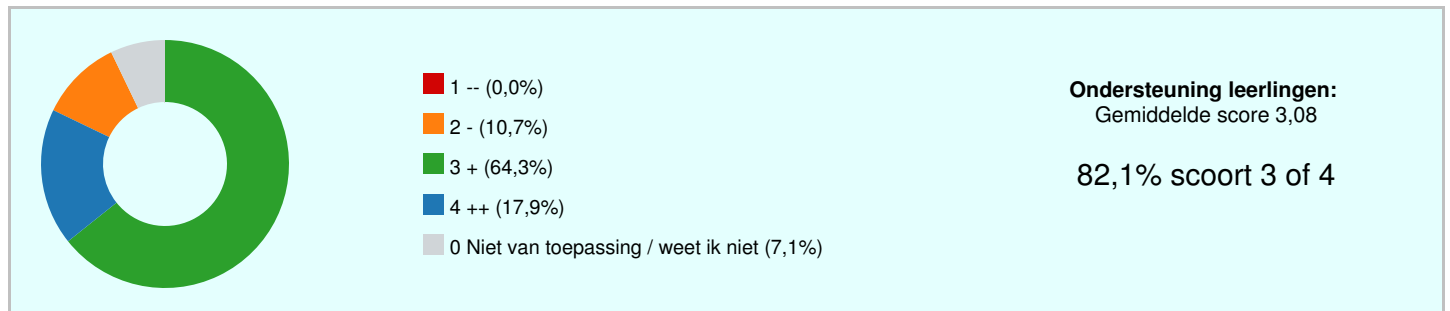 1 -- (0,0%)
2 - (10,7%)
3 + (64,3%)
4 ++ (17,9%)
0 Niet van toepassing / weet ik niet (7,1%)
Ondersteuning leerlingen:
Gemiddelde score 3,08
82,1% scoort 3 of 4